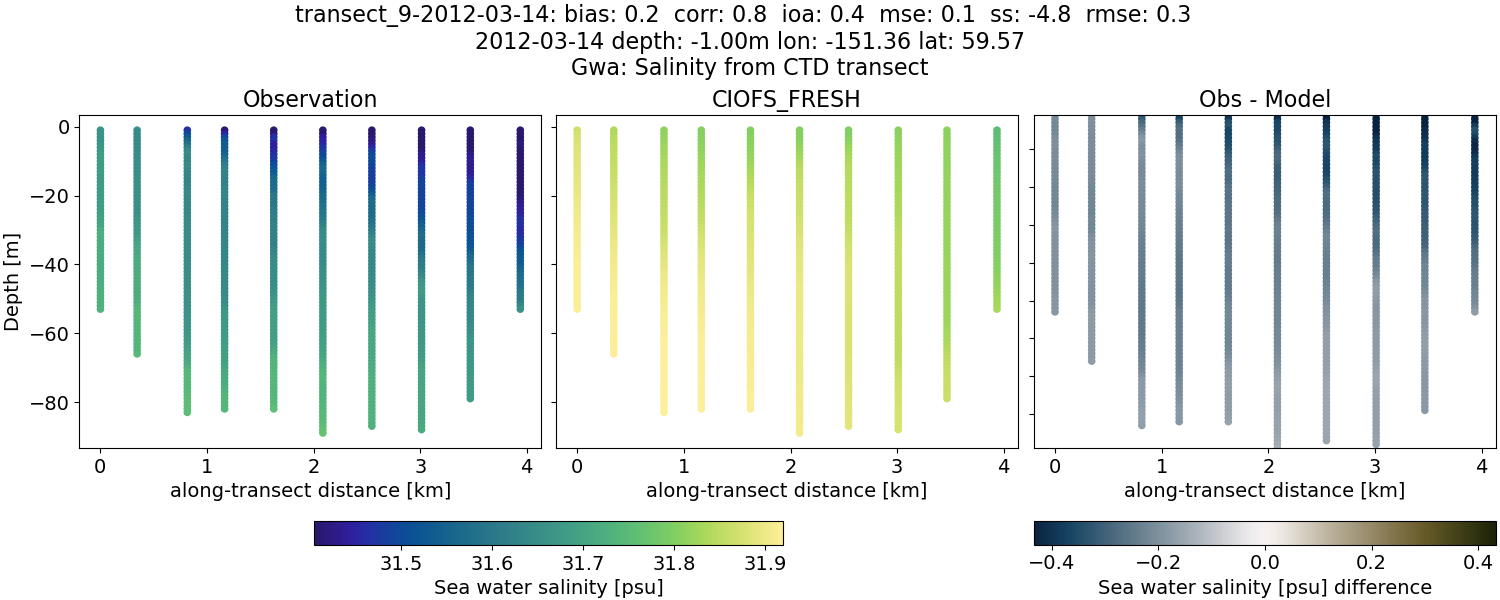 transect_9-2012-03-14: bias: 0.2  corr: 0.8  ioa: 0.4  mse: 0.1  ss: -4.8  rmse: 0.3
2012-03-14 depth: -1.00m lon: -151.36 lat: 59.57
Gwa: Salinity from CTD transect
Observation
CIOFS_FRESH
Obs - Model
Depth [m]
0
−20
−40
−60
−80
0 1 2 3 4
0 1 2 3 4
0 1 2 3 4
along-transect distance [km]
along-transect distance [km]
along-transect distance [km]
31.5 31.6 31.7 31.8 31.9
Sea water salinity [psu]
−0.4 −0.2 0.0 0.2 0.4
Sea water salinity [psu] difference